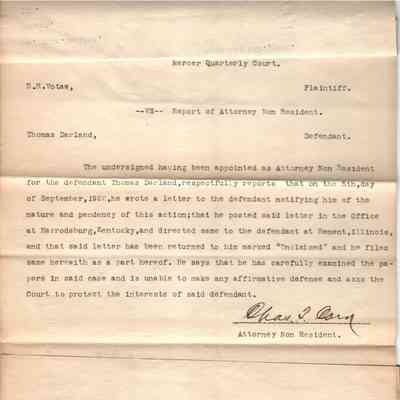 Mercer Quarterly Court.
Plaintiff.
--VS-- Report of Attorney Non Resident.
Thomas Darland, Defendant.
The undersigned having been appointed as Attorney Non Resident
for the defendant Thomas Darland,respectfully reports that on the 5th,day
of September, he wrote a letter to the defendant notifying him of the
nature and pendency of this action;that he posted said letter in the Office
at Harrodsburg,Kentucky,and directed same to the defendant at Bement,Illinois,
and that said letter has been returned to him marked "Unclaimed" and he files
same herewith as a part hereof. He says that he has carefully examined the pa-
pers in said case and is unable to make any affirmative defense and asks the
Court to protect the interests of said defendant.
Chas. T. Corn
Attorney Non Resident.